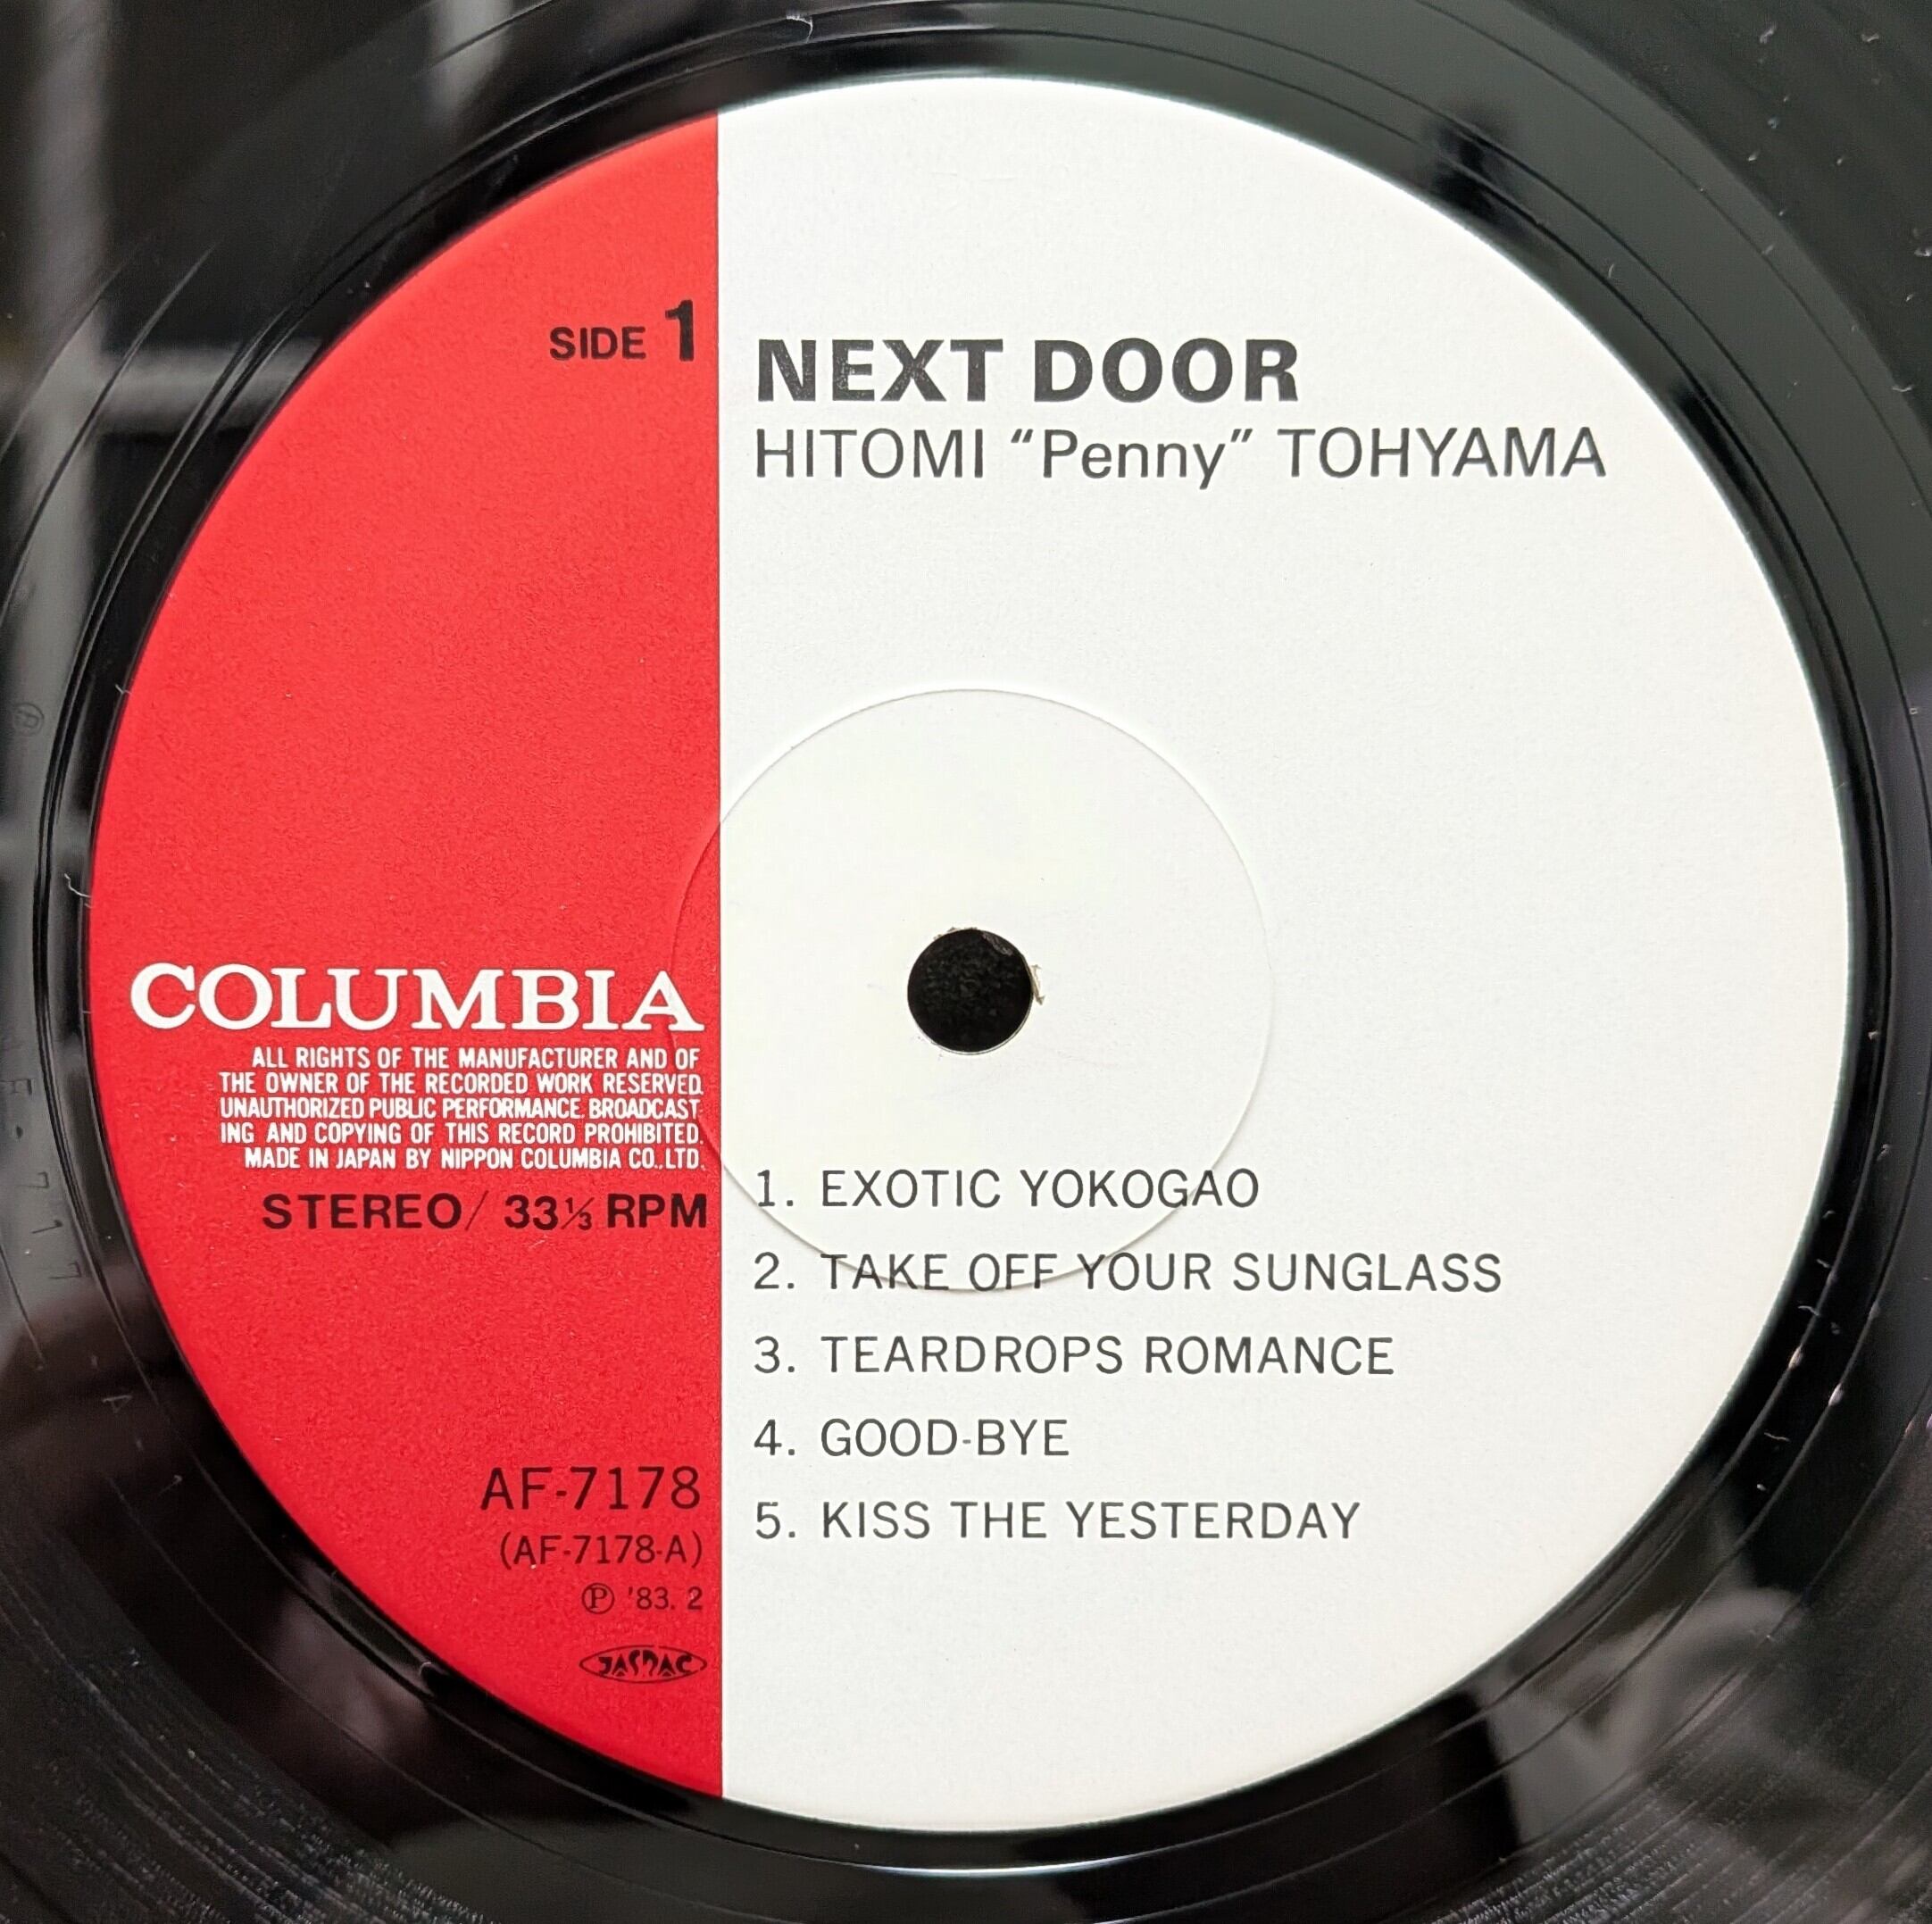 SIDE 1
NEXT DOOR
HITOMI “Penny” TOHYAMA
COLUMBIA
ALL RIGHTS OF THE MANUFACTURER AND OF
THE OWNER OF THE RECORDED WORK RESERVED.
UNAUTHORIZED PUBLIC PERFORMANCE. BROADCAST
ING AND COPYING OF THIS RECORD PROHIBITED.
MADE IN JAPAN BY NIPPON COLUMBIA CO., LTD.
STEREO/ 33⅓ RPM
1. EXOTIC YOKOGAO
2. TAKE OFF YOUR SUNGLASS
3. TEARDROPS ROMANCE
4. GOOD-BYE
5. KISS THE YESTERDAY
AF-7178
(AF-7178-A)
Ⓟ '83. 2
JASRAC